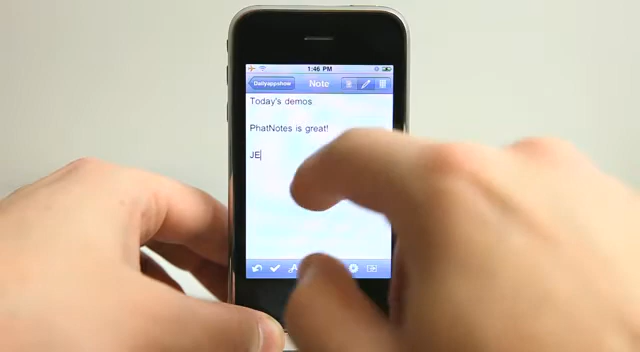 1:46 PM
Dailyappshow
Note
Today's demos
PhatNotes is great!
JE